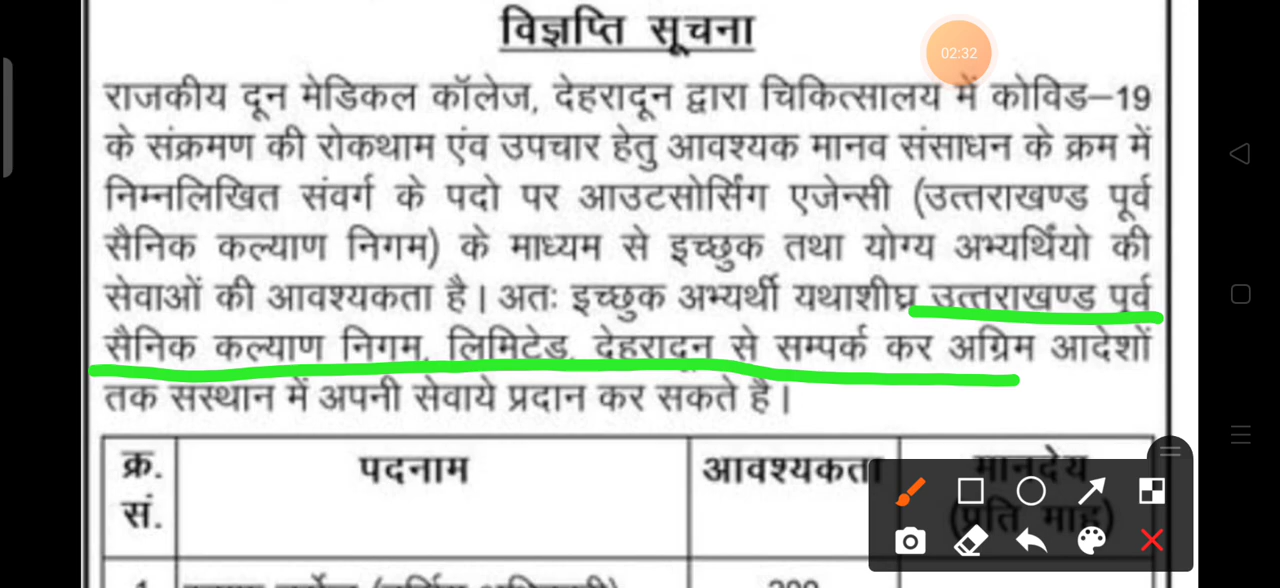 विज्ञप्ति सूचना
02:32
राजकीय दून मेडिकल कॉलेज, देहरादून द्वारा चिकित्सालय में कोविड–19
के संक्रमण की रोकथाम एंव उपचार हेतु आवश्यक मानव संसाधन के क्रम में
निम्नलिखित संवर्ग के पदो पर आउटसोर्सिंग एजेन्सी (उत्तराखण्ड पूर्व
सैनिक कल्याण निगम) के माध्यम से इच्छुक तथा योग्य अभ्यर्थियो की
सेवाओं की आवश्यकता है। अतः इच्छुक अभ्यर्थी यथाशीघ्र उत्तराखण्ड पूर्व
सैनिक कल्याण निगम, लिमिटेड, देहरादून से सम्पर्क कर अग्रिम आदेशों
तक संस्थान में अपनी सेवाये प्रदान कर सकते है।
क्र. सं.
पदनाम
आवश्यकता
मानदेय
(प्रति माह)